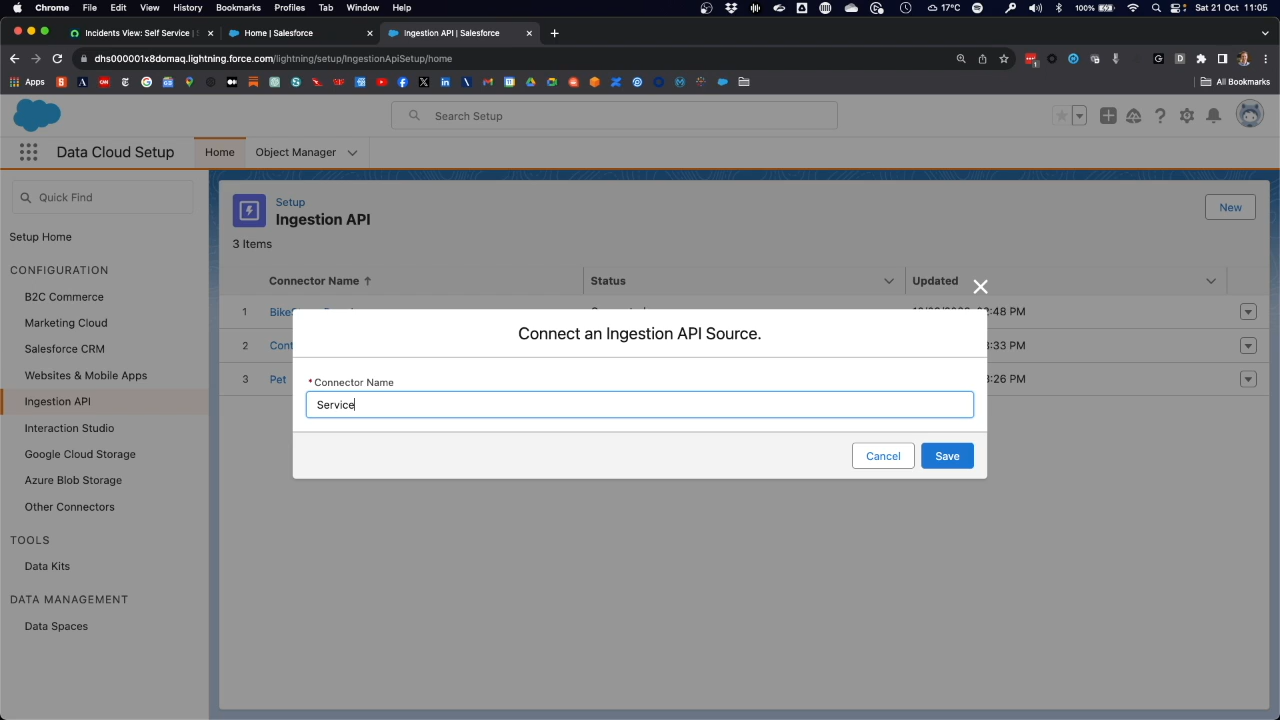 Chrome File Edit View History Bookmarks Profiles Tab Window Help 17°C 100% Sat 21 Oct 11:05
Incidents View: Self Service | Home | Salesforce Ingestion API | Salesforce
dhs000001x8domaq.lightning.force.com/lightning/setup/IngestionApiSetup/home
Apps All Bookmarks
Search Setup
Data Cloud Setup Home Object Manager
Quick Find
Setup Home
CONFIGURATION
B2C Commerce
Marketing Cloud
Salesforce CRM
Websites & Mobile Apps
Ingestion API
Interaction Studio
Google Cloud Storage
Azure Blob Storage
Other Connectors
TOOLS
Data Kits
DATA MANAGEMENT
Data Spaces
Setup
Ingestion API
New
3 Items
Connector Name Status Updated
1 :48 PM
2 Cont :33 PM
3 Pet :26 PM
Connect an Ingestion API Source.
* Connector Name
Service
Cancel Save